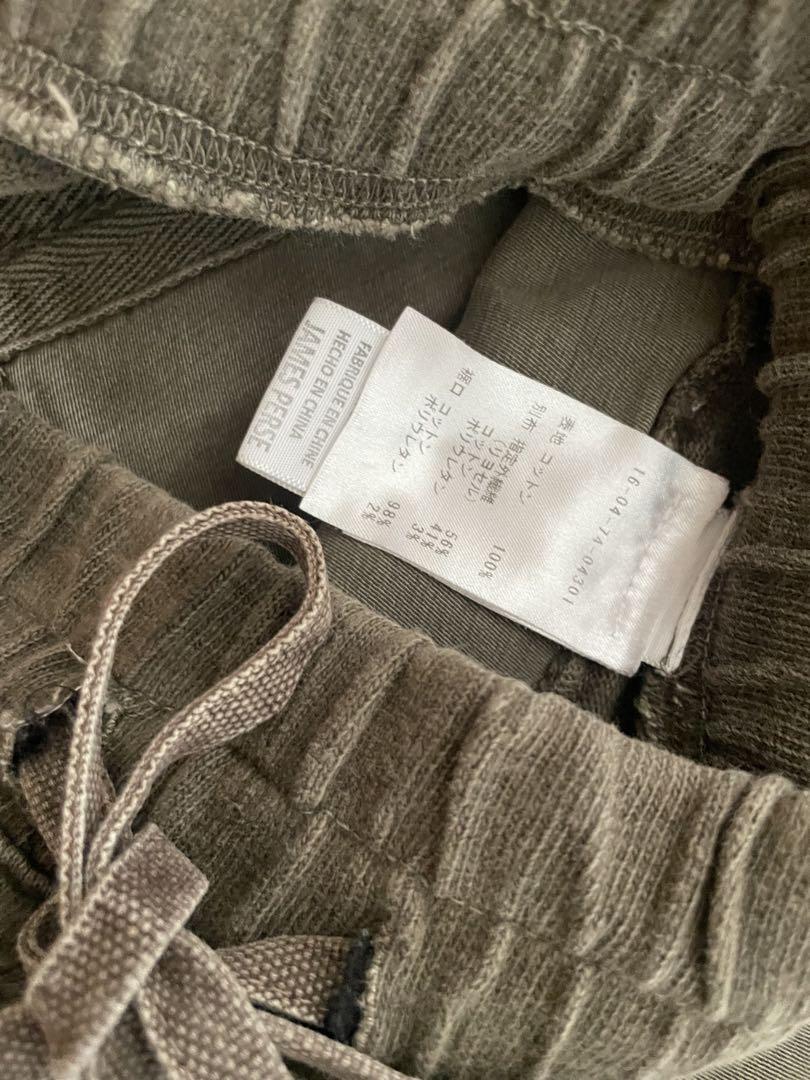 FABRIQUE EN CHINE
HECHO EN CHINA
JAMES PERSE
16-04-74-04301
表地 コットン 100%
別布 指定外繊維
(リヨセル) 56%
コットン 41%
ポリウレタン 3%
裾口 コットン 98%
ポリウレタン 2%